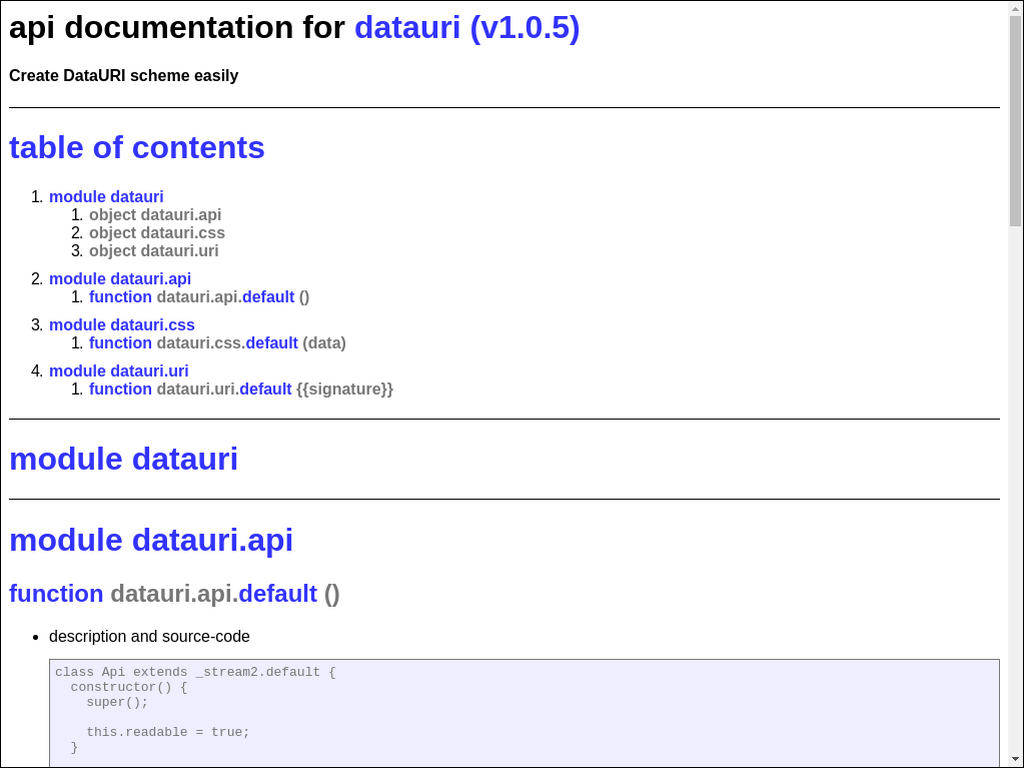 api documentation for datauri (v1.0.5)
Create DataURI scheme easily
table of contents
1. module datauri
1. object datauri.api
2. object datauri.css
3. object datauri.uri
2. module datauri.api
1. function datauri.api.default ()
3. module datauri.css
1. function datauri.css.default (data)
4. module datauri.uri
1. function datauri.uri.default {{signature}}
module datauri
module datauri.api
function datauri.api.default ()
• description and source-code
class Api extends _stream2.default {
  constructor() {
    super();
    this.readable = true;
  }